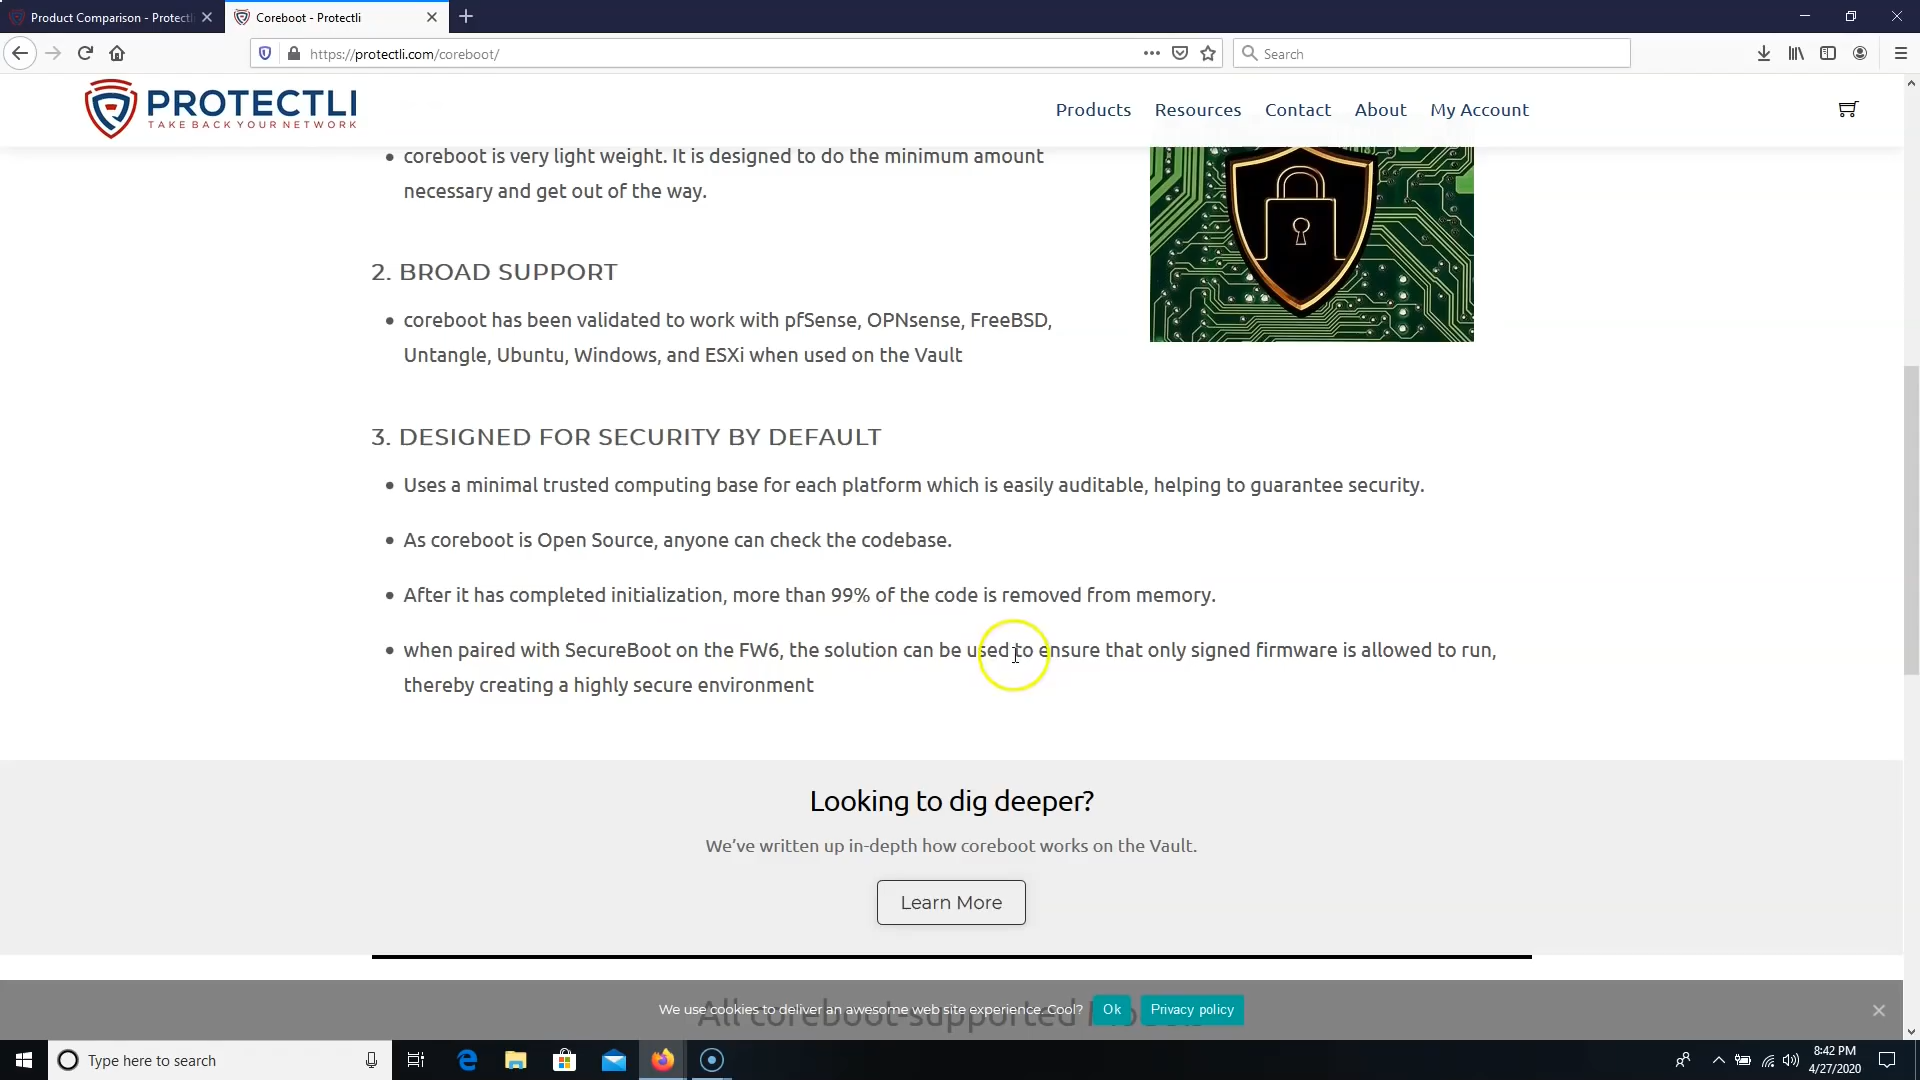 Product Comparison - Protectli
Coreboot - Protectli
https://protectli.com/coreboot/
Search
PROTECTLI
TAKE BACK YOUR NETWORK
Products
Resources
Contact
About
My Account
coreboot is very light weight. It is designed to do the minimum amount
necessary and get out of the way.
2. BROAD SUPPORT
coreboot has been validated to work with pfSense, OPNsense, FreeBSD,
Untangle, Ubuntu, Windows, and ESXi when used on the Vault
3. DESIGNED FOR SECURITY BY DEFAULT
Uses a minimal trusted computing base for each platform which is easily auditable, helping to guarantee security.
As coreboot is Open Source, anyone can check the codebase.
After it has completed initialization, more than 99% of the code is removed from memory.
when paired with SecureBoot on the FW6, the solution can be used to ensure that only signed firmware is allowed to run,
thereby creating a highly secure environment
Looking to dig deeper?
We've written up in-depth how coreboot works on the Vault.
Learn More
All coreboot-supported
We use cookies to deliver an awesome web site experience. Cool?
Ok
Privacy policy
Type here to search
8:42 PM
4/27/2020